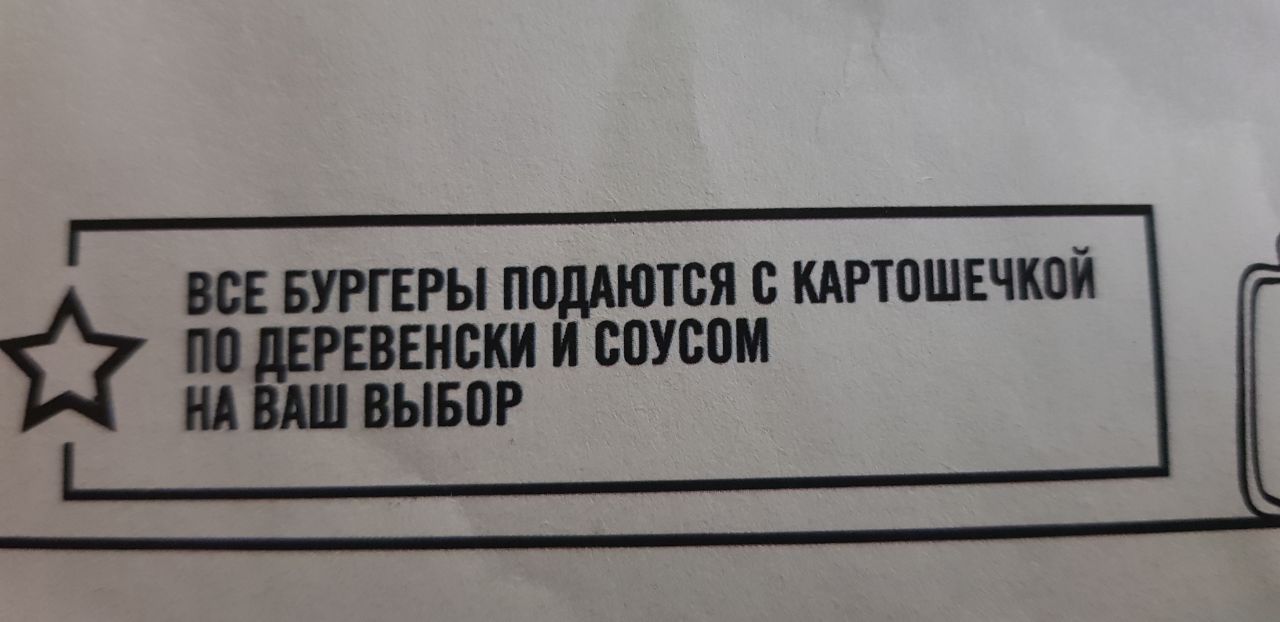 ВСЕ БУРГЕРЫ ПОДАЮТСЯ С КАРТОШЕЧКОЙ
ПО ДЕРЕВЕНСКИ И СОУСОМ
НА ВАШ ВЫБОР